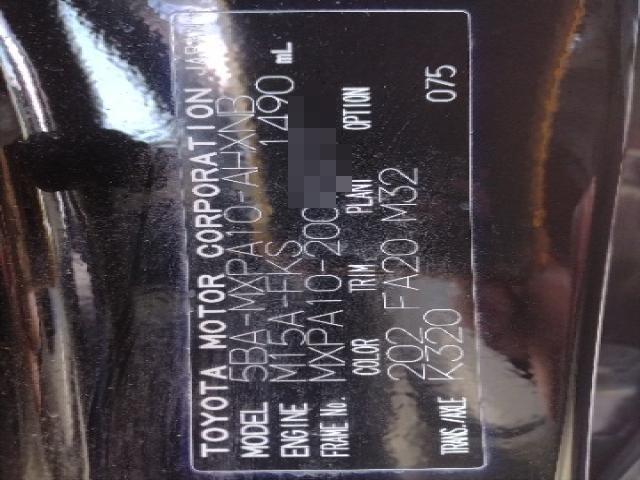 TOYOTA MOTOR CORPORATION JAPAN
MODEL 5BA-MXPA10-AHXNB
ENGINE M15A-FKS 1490 mL
FRAME No. MXPA10-200
COLOR TRIM PLANT OPTION
202 FA20 M32
TRANS./AXLE K320 075